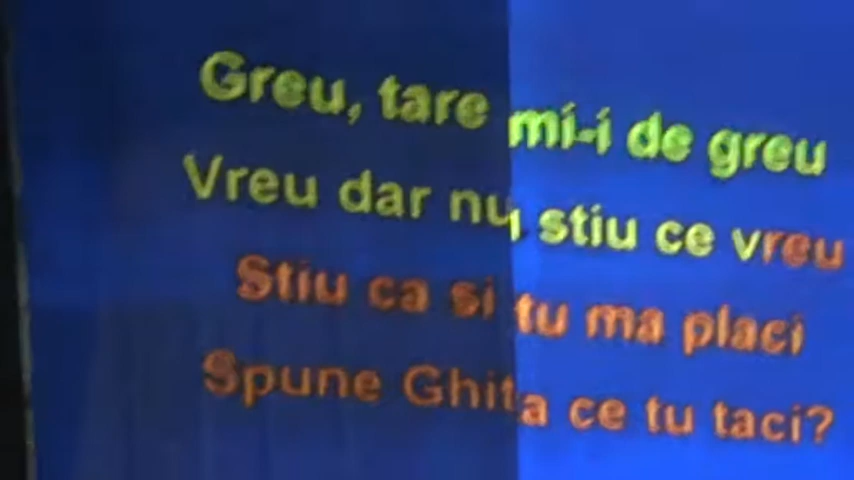 Greu, tare mi-i de greu
Vreu dar nu stiu ce vreu
Stiu ca si tu ma placi
Spune Ghita ce tu taci?